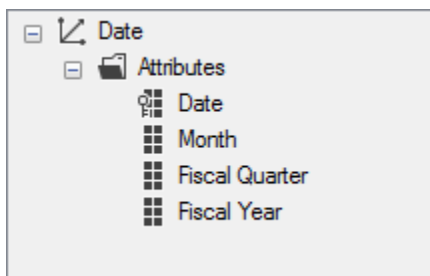 Date
Attributes
Date
Month
Fiscal Quarter
Fiscal Year